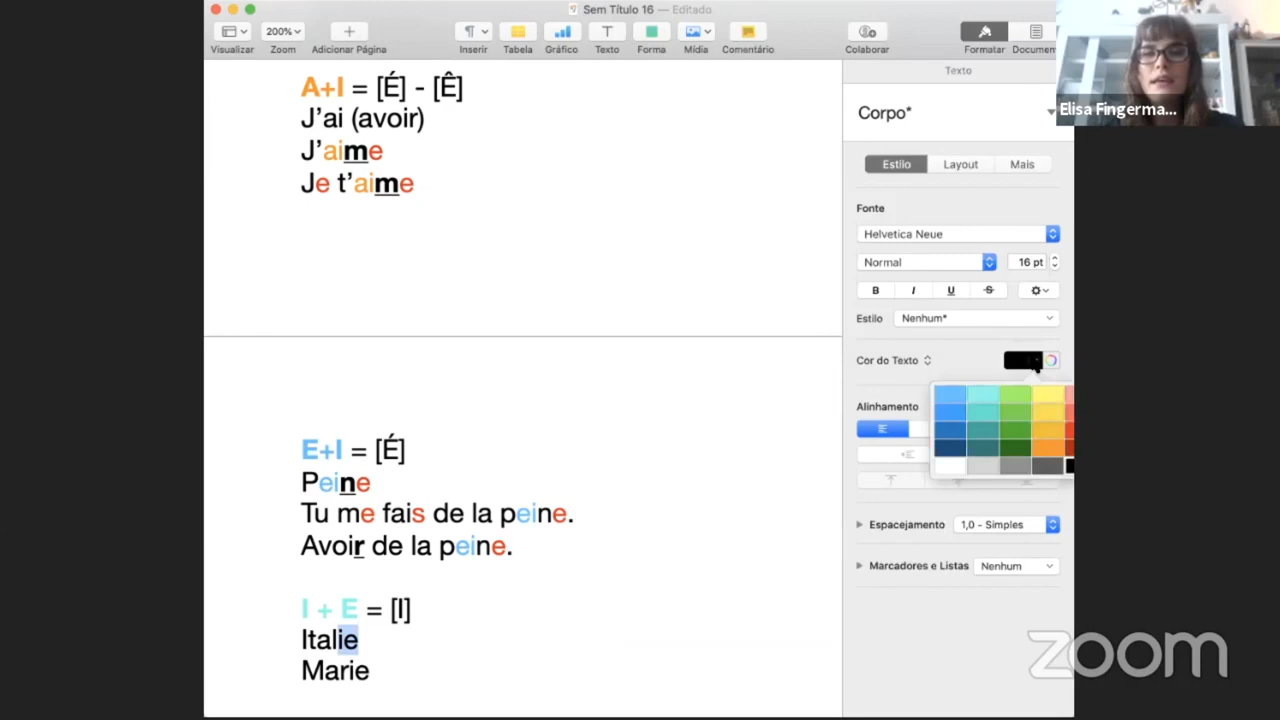 Sem Título 16 — Editado
200%
Visualizar Zoom Adicionar Página Inserir Tabela Gráfico Texto Forma Mídia Comentário Colaborar Formatar Documen
Texto
Elisa Fingerma...
A+I = [É] - [Ê]
J'ai (avoir)
J'aime
Je t'aime
E+I = [É]
Peine
Tu me fais de la peine.
Avoir de la peine.
I + E = [I]
Italie
Marie
Corpo*
Estilo Layout Mais
Fonte
Helvetica Neue
Normal 16 pt
B I U S
Estilo Nenhum*
Cor do Texto
Alinhamento
Espaçejamento 1,0 - Simples
Marcadores e Listas Nenhum
zoom